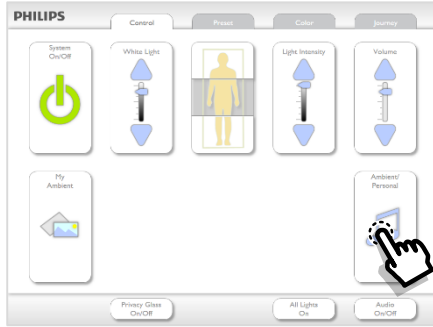 PHILIPS
Control
Preset
Color
Journey
System
On/Off
White Light
Light Intensity
Volume
My
Ambient
Ambient/
Personal
Privacy Glass
On/Off
All Lights
On
Audio
On/Off